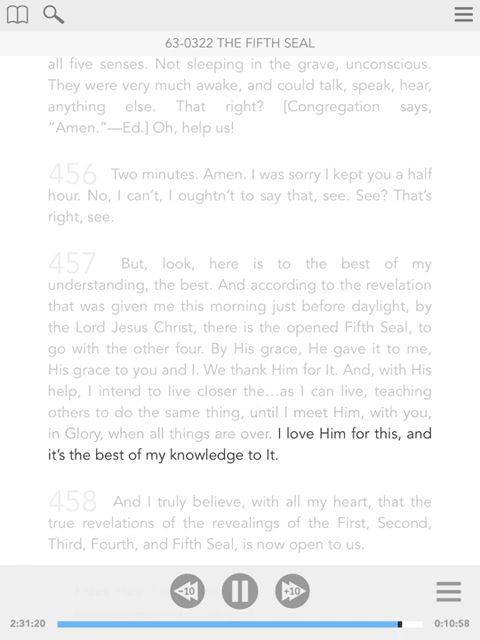 63-0322 THE FIFTH SEAL
all five senses. Not sleeping in the grave, unconscious.
They were very much awake, and could talk, speak, hear,
anything else. That right? [Congregation says,
“Amen.”—Ed.] Oh, help us!
456 Two minutes. Amen. I was sorry I kept you a half
hour. No, I can’t, I oughtn’t to say that, see. See? That’s
right, see.
457 But, look, here is to the best of my
understanding, the best. And according to the revelation
that was given me this morning just before daylight, by
the Lord Jesus Christ, there is the opened Fifth Seal, to
go with the other four. By His grace, He gave it to me,
His grace to you and I. We thank Him for It. And, with His
help, I intend to live closer the…as I can live, teaching
others to do the same thing, until I meet Him, with you,
in Glory, when all things are over. I love Him for this, and
it’s the best of my knowledge to It.
458 And I truly believe, with all my heart, that the
true revelations of the revealings of the First, Second,
Third, Fourth, and Fifth Seal, is now open to us.
-10
+10
2:31:20
0:10:58